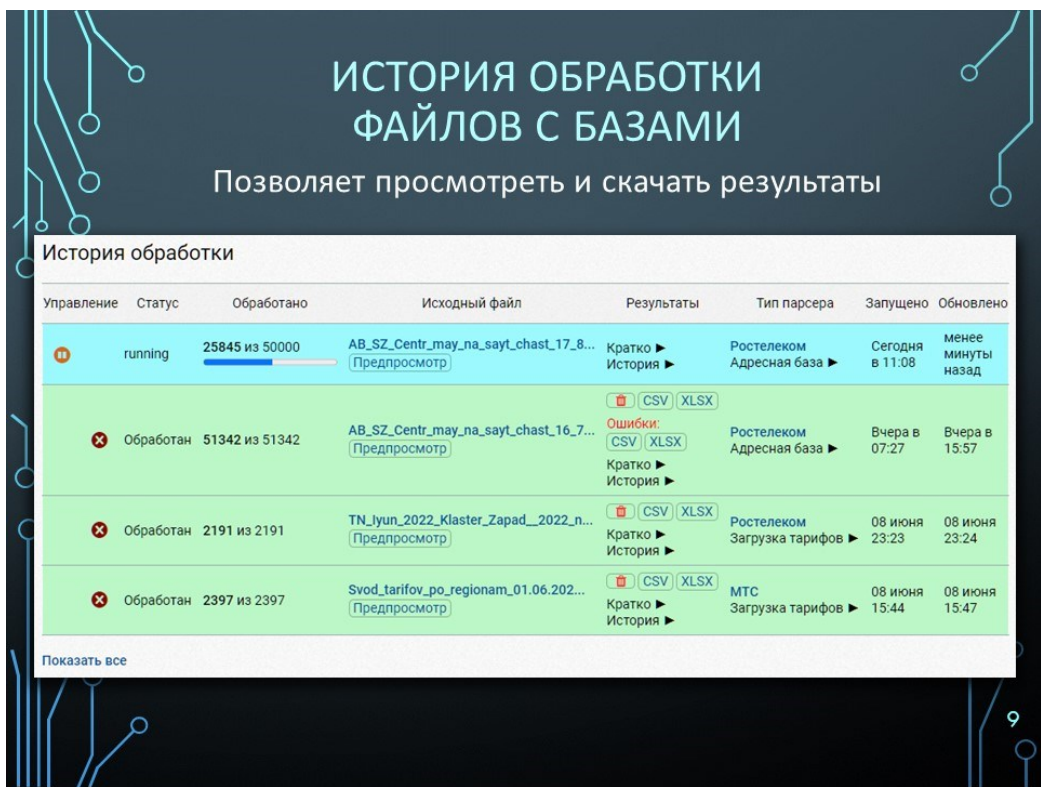 ИСТОРИЯ ОБРАБОТКИ
ФАЙЛОВ С БАЗАМИ
Позволяет просмотреть и скачать результаты
История обработки
Управление Статус Обработано Исходный файл Результаты Тип парсера Запущено Обновлено
running
25845 из 50000
AB_SZ_Centr_may_na_sayt_chast_17_8...
Предпросмотр
Кратко ▶
История ▶
Ростелеком
Адресная база ▶
Сегодня
в 11:08
менее
минуты
назад
Обработан
51342 из 51342
AB_SZ_Centr_may_na_sayt_chast_16_7...
Предпросмотр
CSV XLSX
Ошибки:
CSV XLSX
Кратко ▶
История ▶
Ростелеком
Адресная база ▶
Вчера в
07:27
Вчера в
15:57
Обработан
2191 из 2191
TN_Iyun_2022_Klaster_Zapad__2022_n...
Предпросмотр
CSV XLSX
Кратко ▶
История ▶
Ростелеком
Загрузка тарифов ▶
08 июня
23:23
08 июня
23:24
Обработан
2397 из 2397
Svod_tarifov_po_regionam_01.06.202...
Предпросмотр
CSV XLSX
Кратко ▶
История ▶
МТС
Загрузка тарифов ▶
08 июня
15:44
08 июня
15:47
Показать все
9